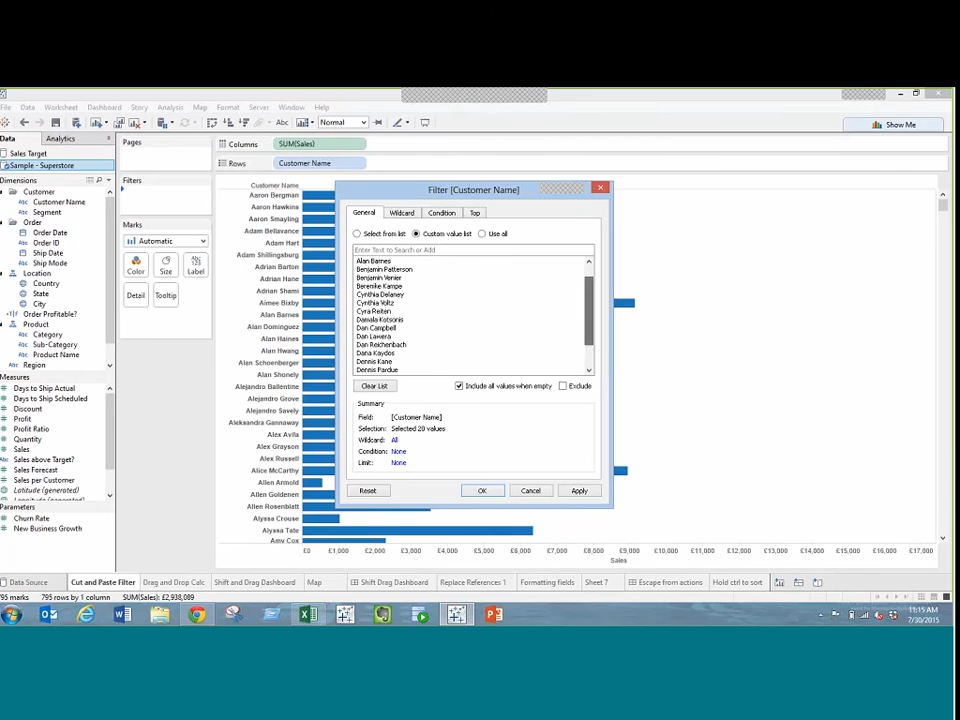 File Data Worksheet Dashboard Story Analysis Map Format Server Window Help
Abc Normal Show Me
Data Analytics
Sales Target
Sample - Superstore
Dimensions
Customer
Abc Customer Name
Abc Segment
Order
Order Date
Abc Order ID
Ship Date
Abc Ship Mode
Location
Country
State
City
Order Profitable?
Product
Abc Category
Abc Sub-Category
Abc Product Name
Abc Region
Measures
# Days to Ship Actual
# Days to Ship Scheduled
# Discount
# Profit
# Profit Ratio
# Quantity
# Sales
Abc Sales above Target?
# Sales Forecast
# Sales per Customer
Latitude (generated)
Longitude (generated)
Parameters
# Churn Rate
# New Business Growth
Pages
Filters
Marks
Automatic
Color Size Label
Detail Tooltip
Columns SUM(Sales)
Rows Customer Name
Customer Name
Aaron Bergman
Aaron Hawkins
Aaron Smayling
Adam Bellavance
Adam Hart
Adam Shillingsburg
Adrian Barton
Adrian Hane
Adrian Shami
Aimee Bixby
Alan Barnes
Alan Dominguez
Alan Haines
Alan Hwang
Alan Schoenberger
Alan Shonely
Alejandro Ballentine
Alejandro Grove
Alejandro Savely
Aleksandra Gannaway
Alex Avila
Alex Grayson
Alex Russell
Alice McCarthy
Allen Armold
Allen Goldenen
Allen Rosenblatt
Alyssa Crouse
Alyssa Tate
Amy Cox
£0 £1,000 £2,000 £3,000 £4,000 £5,000 £6,000 £7,000 £8,000 £9,000 £10,000 £11,000 £12,000 £13,000 £14,000 £15,000 £16,000 £17,000
Sales
Filter [Customer Name]
General Wildcard Condition Top
Select from list Custom value list Use all
Enter Text to Search or Add
Alan Barnes
Benjamin Patterson
Benjamin Venier
Berenike Kampe
Cynthia Delaney
Cynthia Voltz
Cyra Reiten
Damala Kotsonis
Dan Campbell
Dan Lawera
Dan Reichenbach
Dana Kaydos
Dennis Kane
Dennis Pardue
Clear List Include all values when empty Exclude
Summary
Field: [Customer Name]
Selection: Selected 20 values
Wildcard: All
Condition: None
Limit: None
Reset OK Cancel Apply
Data Source Cut and Paste Filter Drag and Drop Calc Shift and Drag Dashboard Map Shift Drag Dashboard Replace References 1 Formatting fields Sheet 7 Escape from actions Hold ctrl to sort
795 marks 795 rows by 1 column SUM(Sales): £2,938,089
11:15 AM
7/30/2015